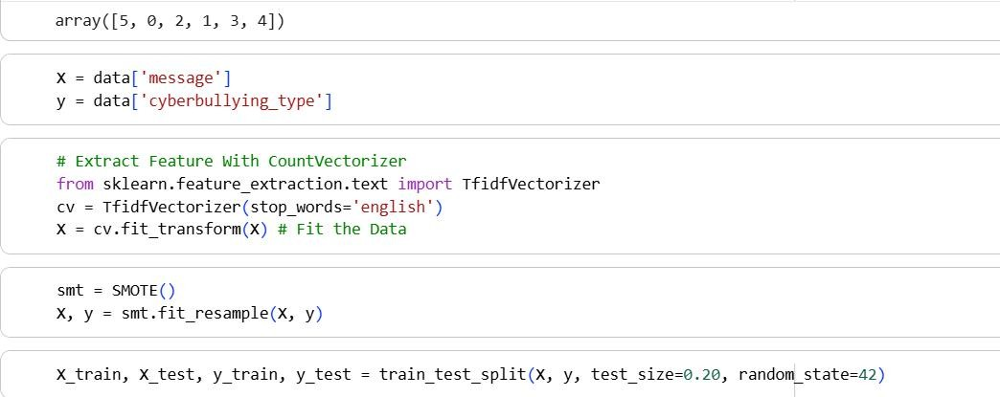 array([5, 0, 2, 1, 3, 4])
X = data['message']
y = data['cyberbullying_type']
# Extract Feature With CountVectorizer
from sklearn.feature_extraction.text import TfidfVectorizer
cv = TfidfVectorizer(stop_words='english')
X = cv.fit_transform(X) # Fit the Data
smt = SMOTE()
X, y = smt.fit_resample(X, y)
X_train, X_test, y_train, y_test = train_test_split(X, y, test_size=0.20, random_state=42)